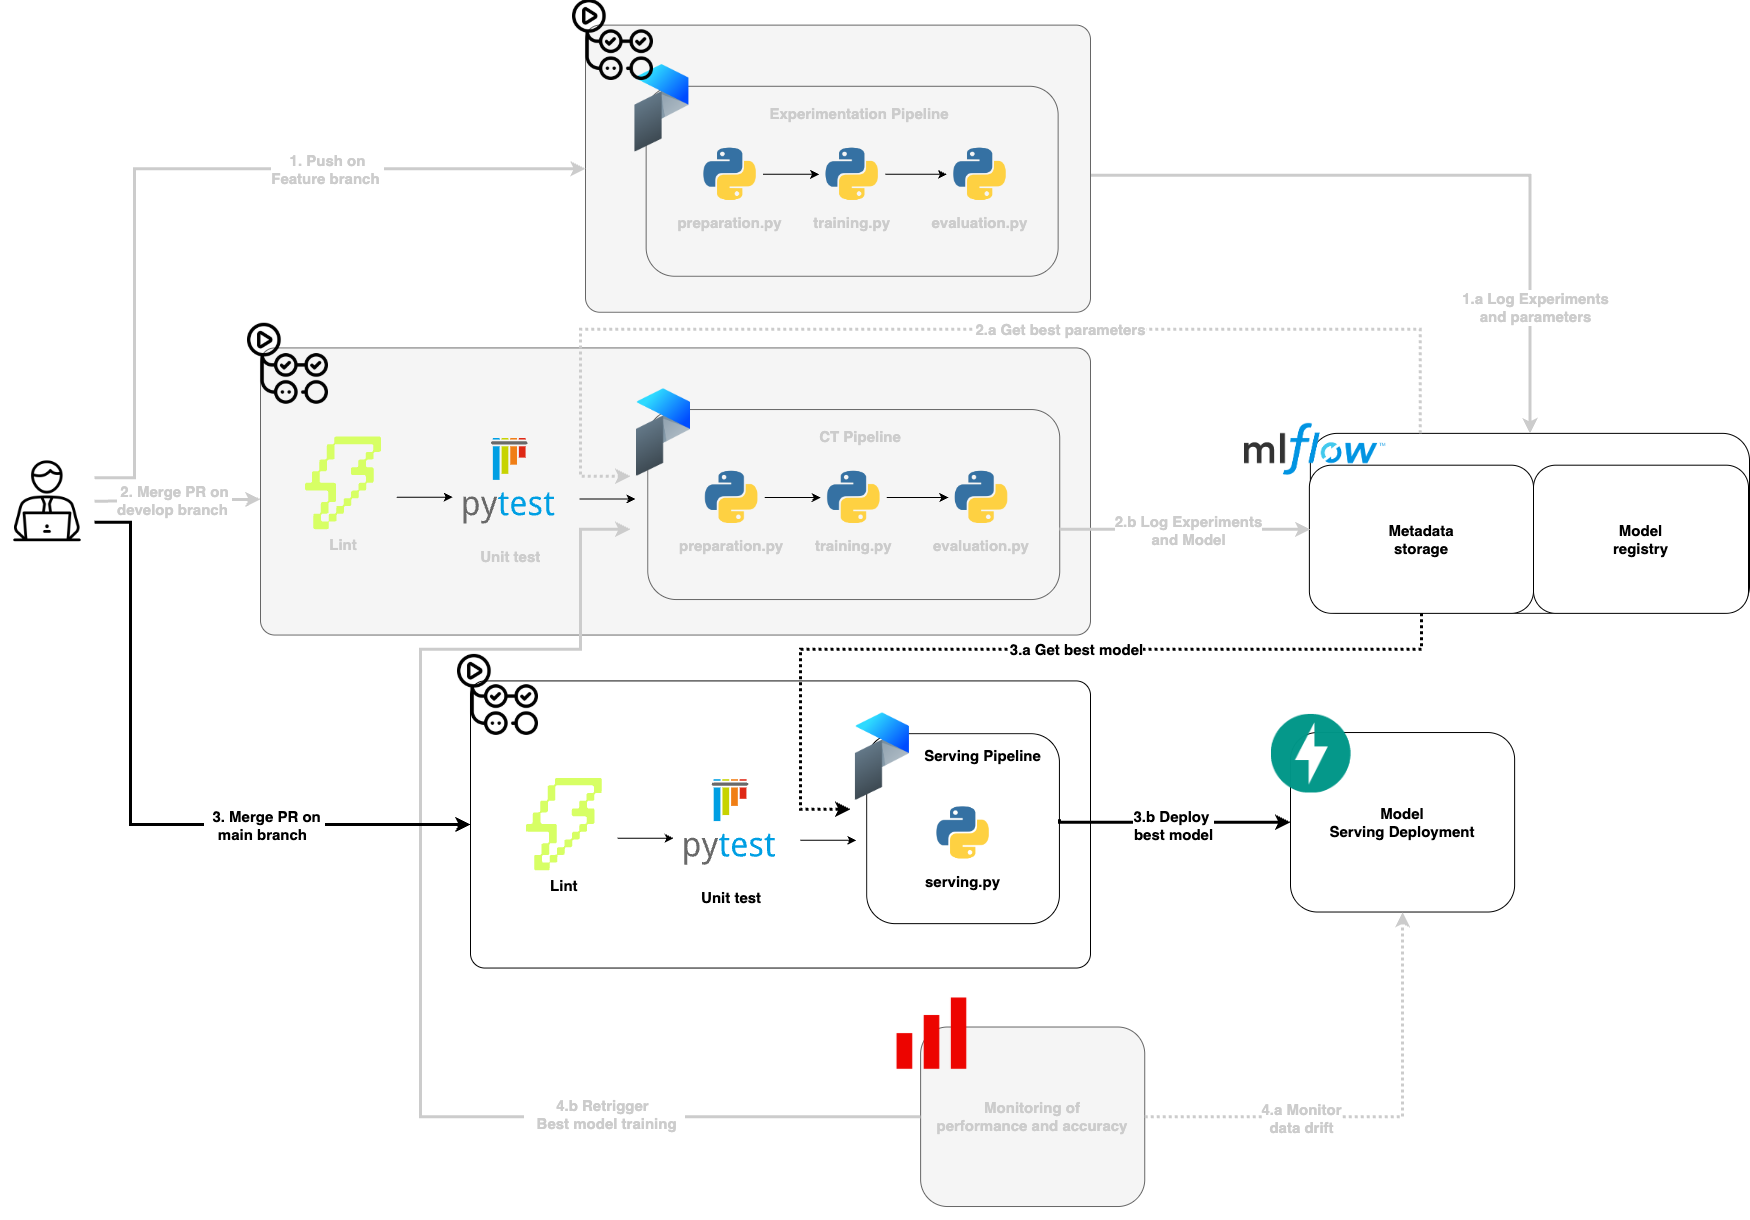 Experimentation Pipeline
1. Push on
Feature branch
preparation.py
training.py
evaluation.py
1.a Log Experiments
and parameters
2.a Get best parameters
CT Pipeline
mlflow™
2. Merge PR on
develop branch
pytest
Lint
Unit test
preparation.py
training.py
evaluation.py
2.b Log Experiments
and Model
Metadada
storage
Model
registry
3.a Get best model
Serving Pipeline
3. Merge PR on
main branch
pytest
Lint
Unit test
serving.py
3.b Deploy
best model
Model
Serving Deployment
4.b Retrigger
Best model training
Monitoring of
performance and accuracy
4.a Monitor
data drift